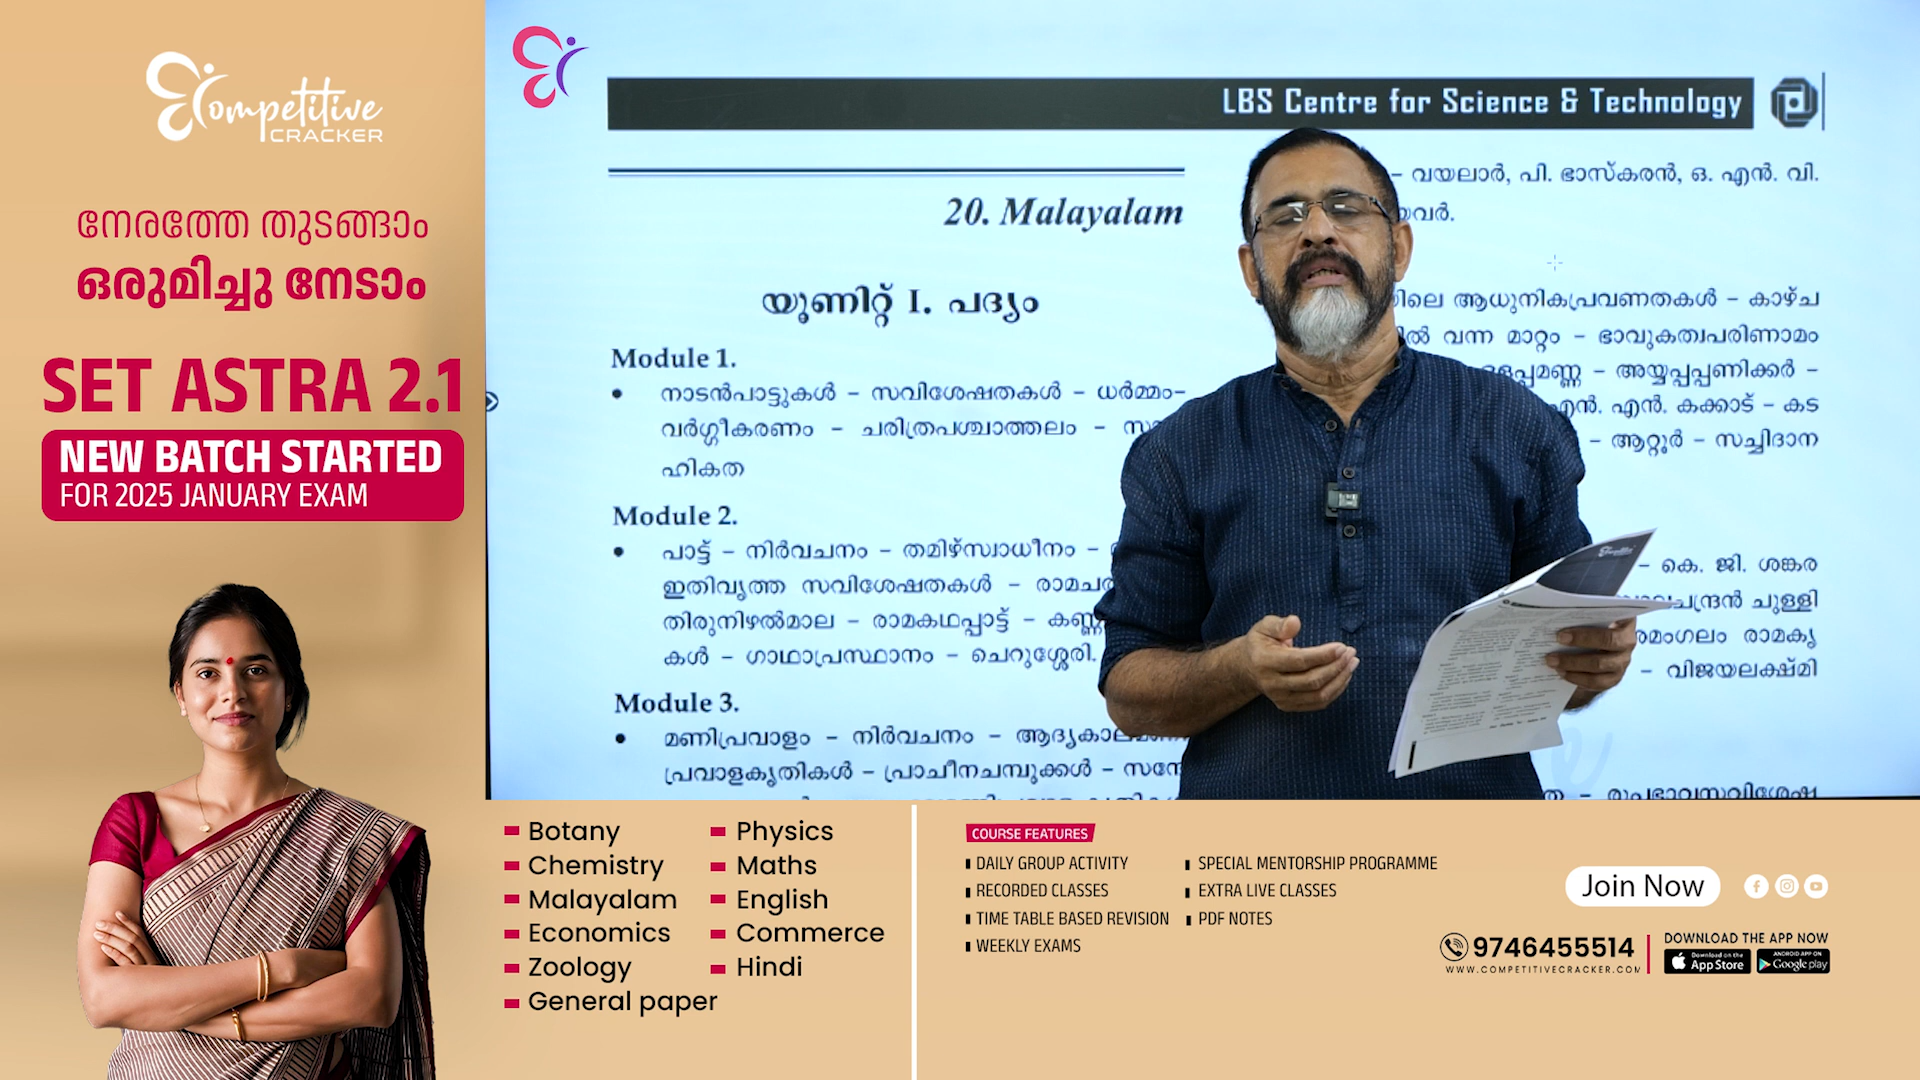 Competitive
CRACKER
നേരത്തേ തുടങ്ങാം
ഒരുമിച്ചു നേടാം
SET ASTRA 2.1
NEW BATCH STARTED
FOR 2025 JANUARY EXAM
LBS Centre for Science & Technology
20. Malayalam
യൂണിറ്റ് I. പദ്യം
Module 1.
നാടൻപാട്ടുകൾ – സവിശേഷതകൾ – ധർമ്മം–
വർഗ്ഗീകരണം – ചരിത്രപശ്ചാത്തലം –
ഹികത
Module 2.
പാട്ട് – നിർവചനം – തമിഴ്സ്വാധീനം –
ഇതിവൃത്ത സവിശേഷതകൾ –
തിരുനിഴൽമാല – രാമകഥപ്പാട്ട് –
കൾ – ഗാഥാപ്രസ്ഥാനം – ചെറുശ്ശേരി.
Module 3.
മണിപ്രവാളം – നിർവചനം –
പ്രവാളകൃതികൾ – പ്രാചീനചമ്പുക്കൾ –
– വയലാർ, പി. ഭാസ്കരൻ, ഒ. എൻ. വി.
ആധുനികപ്രവണതകൾ – കാഴ്ച
വന്ന മാറ്റം – ഭാവുകത്വപരിണാമം
– അയ്യപ്പപ്പണിക്കർ –
എൻ. എൻ. കക്കാട് – കട
– ആറ്റൂർ – സച്ചിദാന
– കെ. ജി. ശങ്കര
ചുള്ളി
രാമകൃ
– വിജയലക്ഷ്മി
Botany
Chemistry
Malayalam
Economics
Zoology
General paper
Physics
Maths
English
Commerce
Hindi
COURSE FEATURES
DAILY GROUP ACTIVITY
RECORDED CLASSES
TIME TABLE BASED REVISION
WEEKLY EXAMS
SPECIAL MENTORSHIP PROGRAMME
EXTRA LIVE CLASSES
PDF NOTES
Join Now
9746455514
WWW.COMPETITIVECRACKER.COM
DOWNLOAD THE APP NOW
Download on the
App Store
ANDROID APP ON
Google play